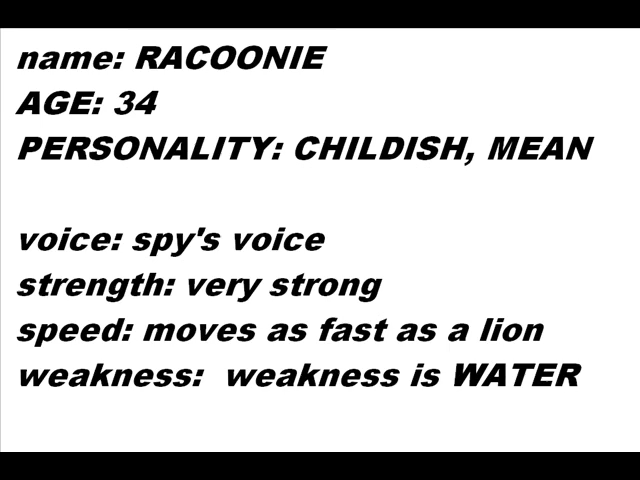 name: RACOONIE
AGE: 34
PERSONALITY: CHILDISH, MEAN
voice: spy's voice
strength: very strong
speed: moves as fast as a lion
weakness:  weakness is WATER